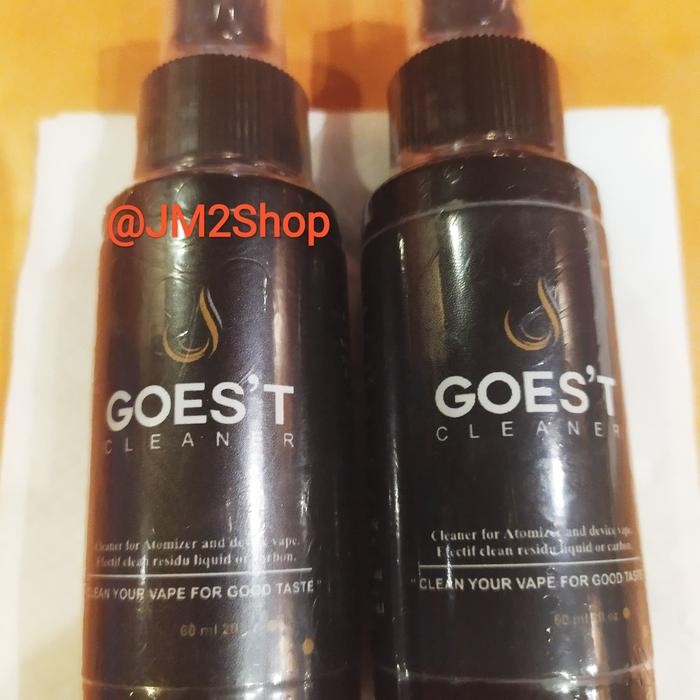 @JM2Shop
GOES'T
CLEANER
Cleaner for Atomizer and device vape.
Efectif clean residu liquid or carbon.
"CLEAN YOUR VAPE FOR GOOD TASTE"
60 ml
GOES'T
CLEANER
Cleaner for Atomizer and device vape.
Efectif clean residu liquid or carbon.
"CLEAN YOUR VAPE FOR GOOD TASTE
60 ml fl oz